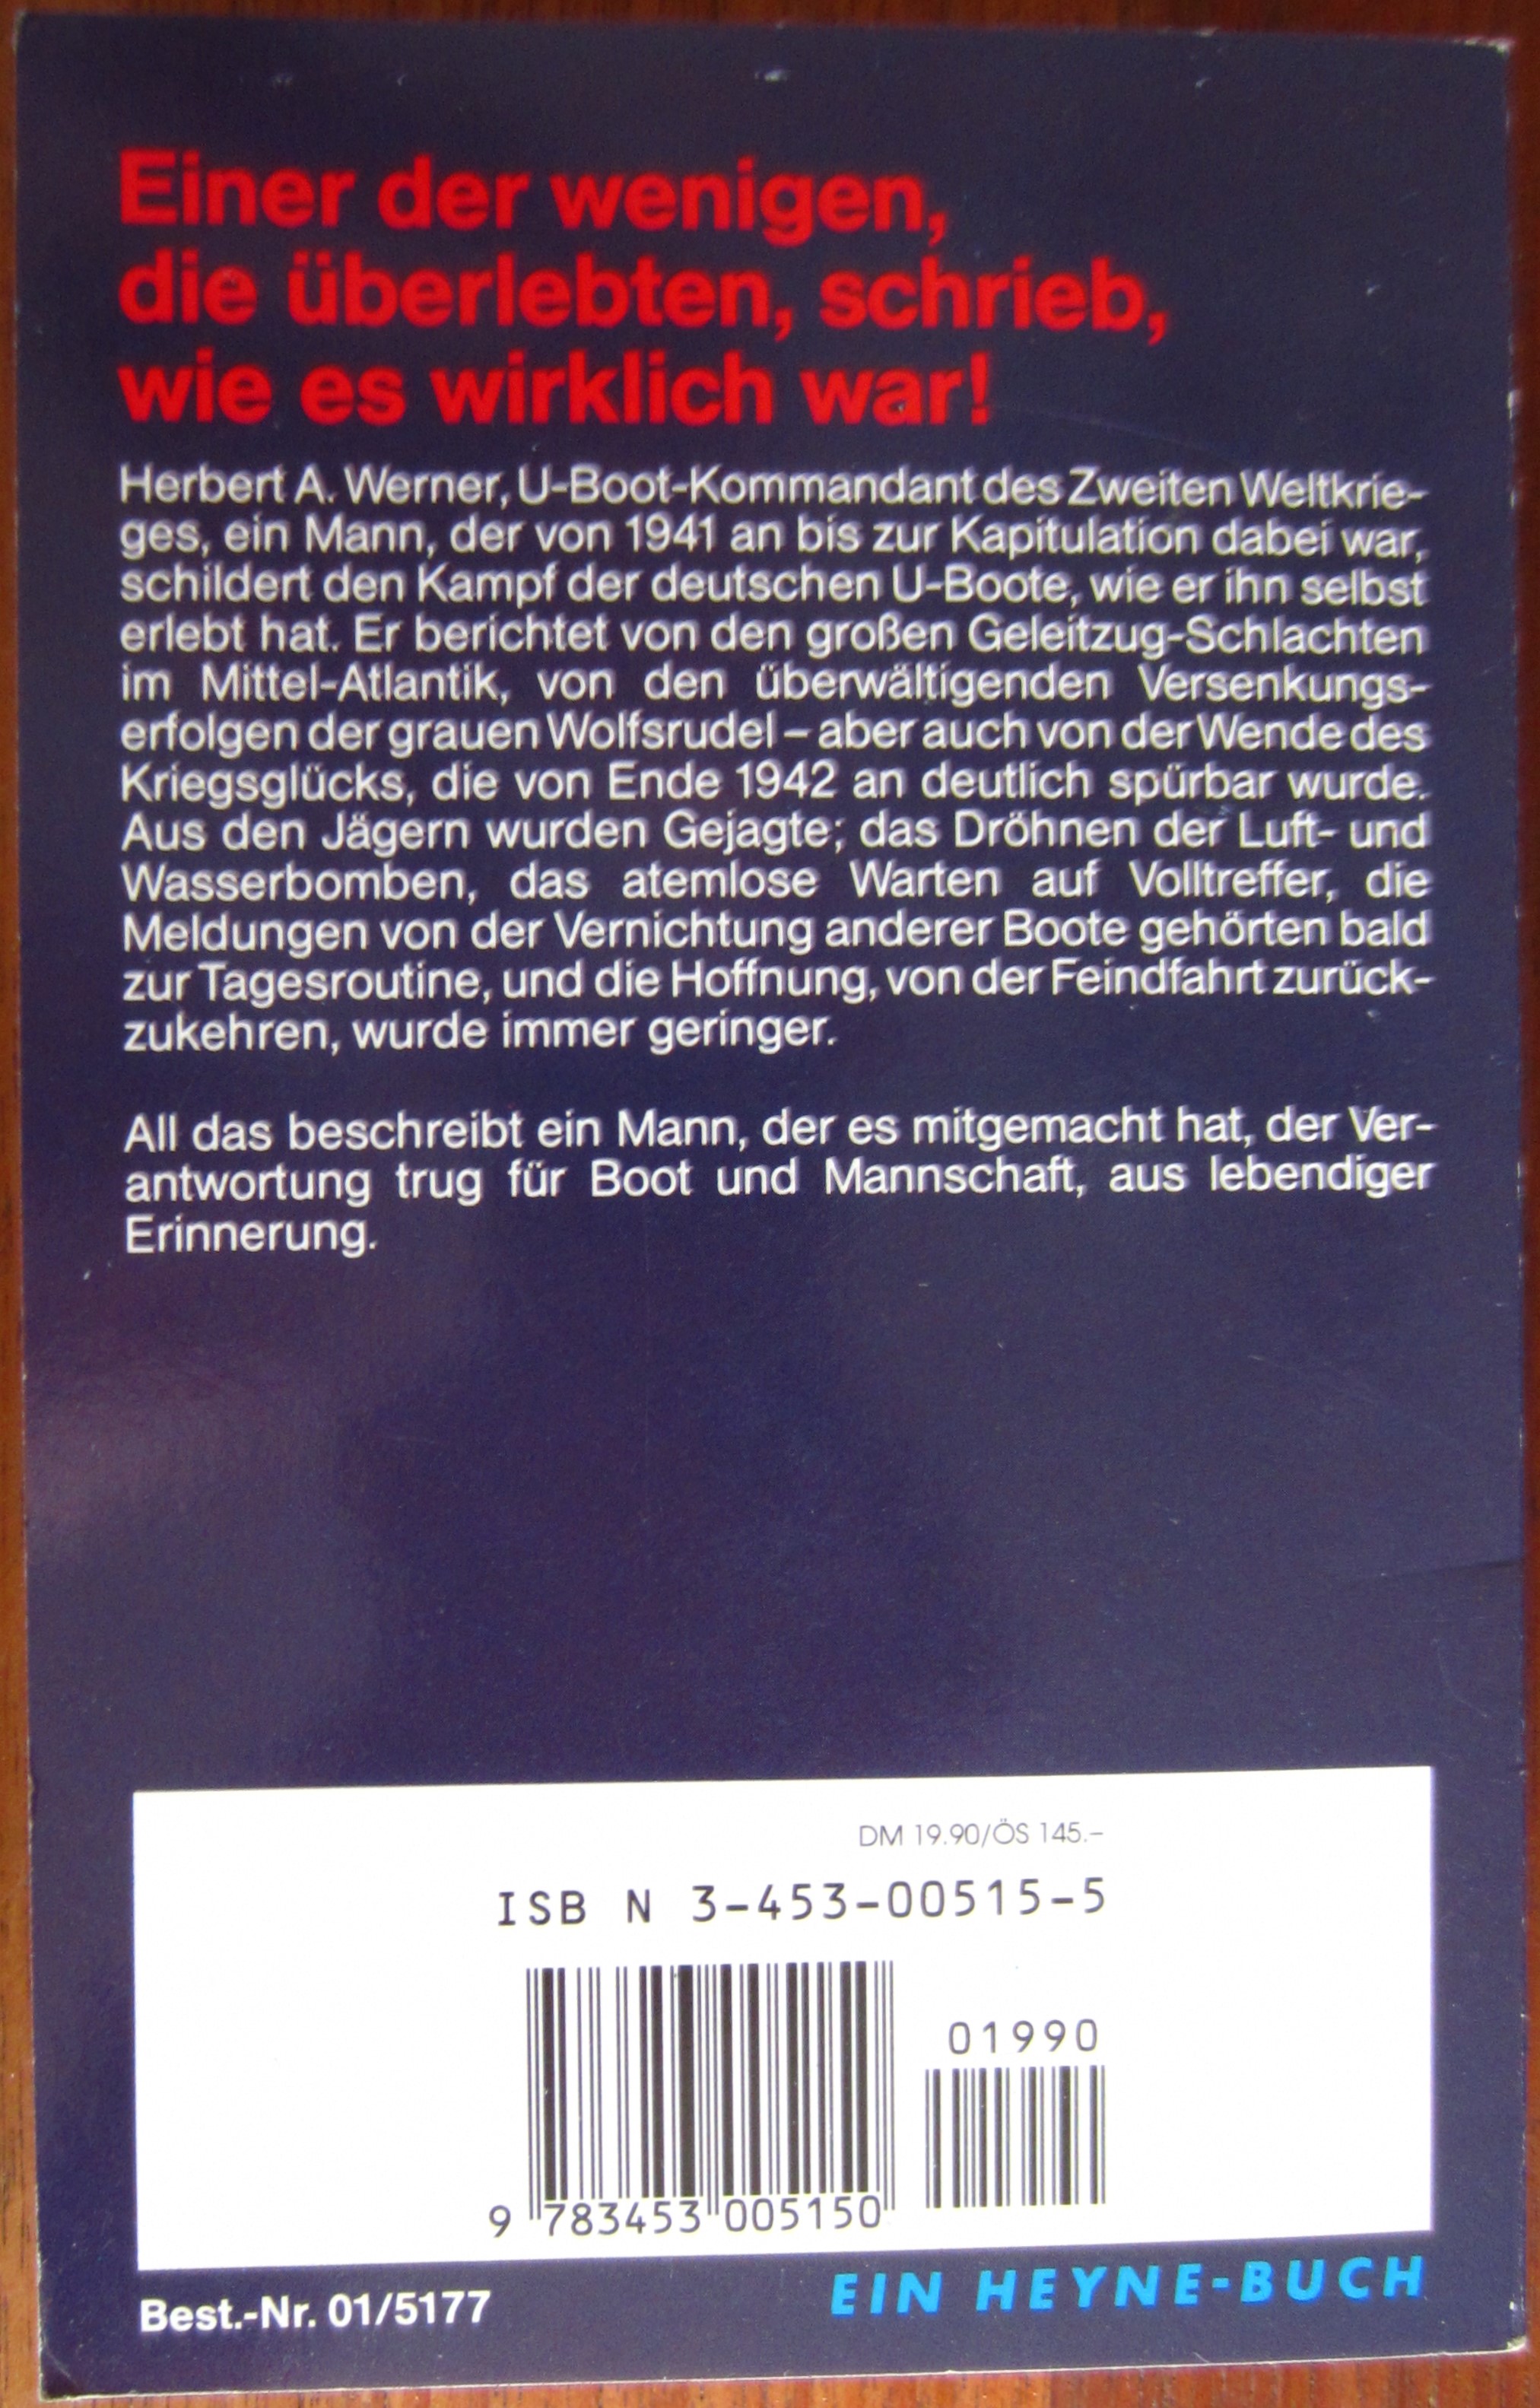 Einer der wenigen,
die überlebten, schrieb,
wie es wirklich war!
Herbert A. Werner, U-Boot-Kommandant des Zweiten Weltkrie-
ges, ein Mann, der von 1941 an bis zur Kapitulation dabei war,
schildert den Kampf der deutschen U-Boote, wie er ihn selbst
erlebt hat. Er berichtet von den großen Geleitzug-Schlachten
im Mittel-Atlantik, von den überwältigenden Versenkungs-
erfolgen der grauen Wolfsrudel – aber auch von der Wende des
Kriegsglücks, die von Ende 1942 an deutlich spürbar wurde.
Aus den Jägern wurden Gejagte; das Dröhnen der Luft- und
Wasserbomben, das atemlose Warten auf Volltreffer, die
Meldungen von der Vernichtung anderer Boote gehörten bald
zur Tagesroutine, und die Hoffnung, von der Feindfahrt zurück-
zukehren, wurde immer geringer.
All das beschreibt ein Mann, der es mitgemacht hat, der Ver-
antwortung trug für Boot und Mannschaft, aus lebendiger
Erinnerung.
DM 19.90/ÖS 145.–
ISB N 3-453-00515-5
01990
9 783453 005150
Best.-Nr. 01/5177
EIN HEYNE-BUCH